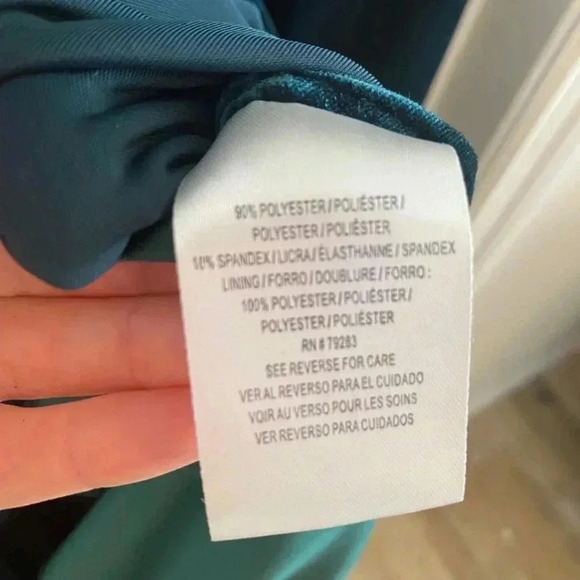 90% POLYESTER/POLIÉSTER/
POLYESTER/POLIÉSTER
10% SPANDEX/LICRA/ÉLASTHANNE/SPANDEX
LINING/FORRO/DOUBLURE/FORRO:
100% POLYESTER/POLIÉSTER/
POLYESTER/POLIÉSTER
RN # 79283
SEE REVERSE FOR CARE
VER AL REVERSO PARA EL CUIDADO
VOIR AU VERSO POUR LES SOINS
VER REVERSO PARA CUIDADOS